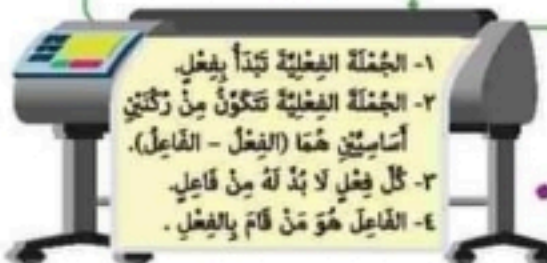 ١- الجُمْلَةُ الفِعْلِيَّةُ تَبْدَأُ بِفِعْلٍ.
٢- الجُمْلَةُ الفِعْلِيَّةُ تَتَكَوَّنُ مِنْ رُكْنَيْنِ
أَسَاسِيَّيْنِ هُمَا (الفِعْلُ – الفَاعِلُ).
٣- كُلُّ فِعْلٍ لَا بُدَّ لَهُ مِنْ فَاعِلٍ.
٤- الفَاعِلُ هُوَ مَنْ قَامَ بِالفِعْلِ .